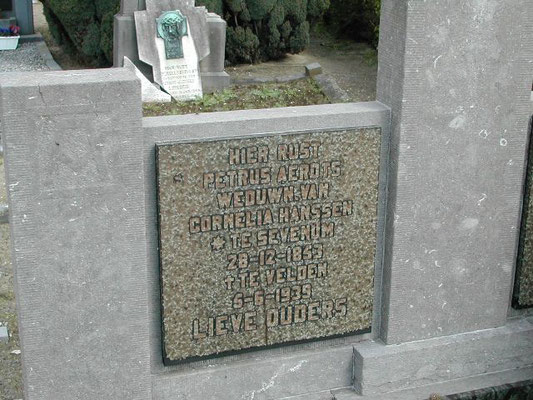 HIER RUST
PETRUS AERDTS
WEDUWN.VAN
CORNELIA HANSSEN
* TE SEVENUM
28-12-1843
† TE VELDEN
6-6-1939
LIEVE OUDERS